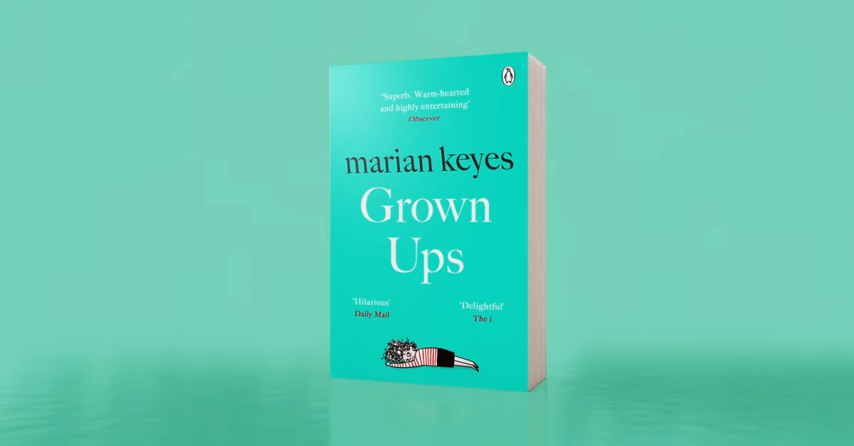 'Superb. Warm-hearted
and highly entertaining'
Observer
marian keyes
Grown
Ups
'Hilarious'
Daily Mail
'Delightful'
The i